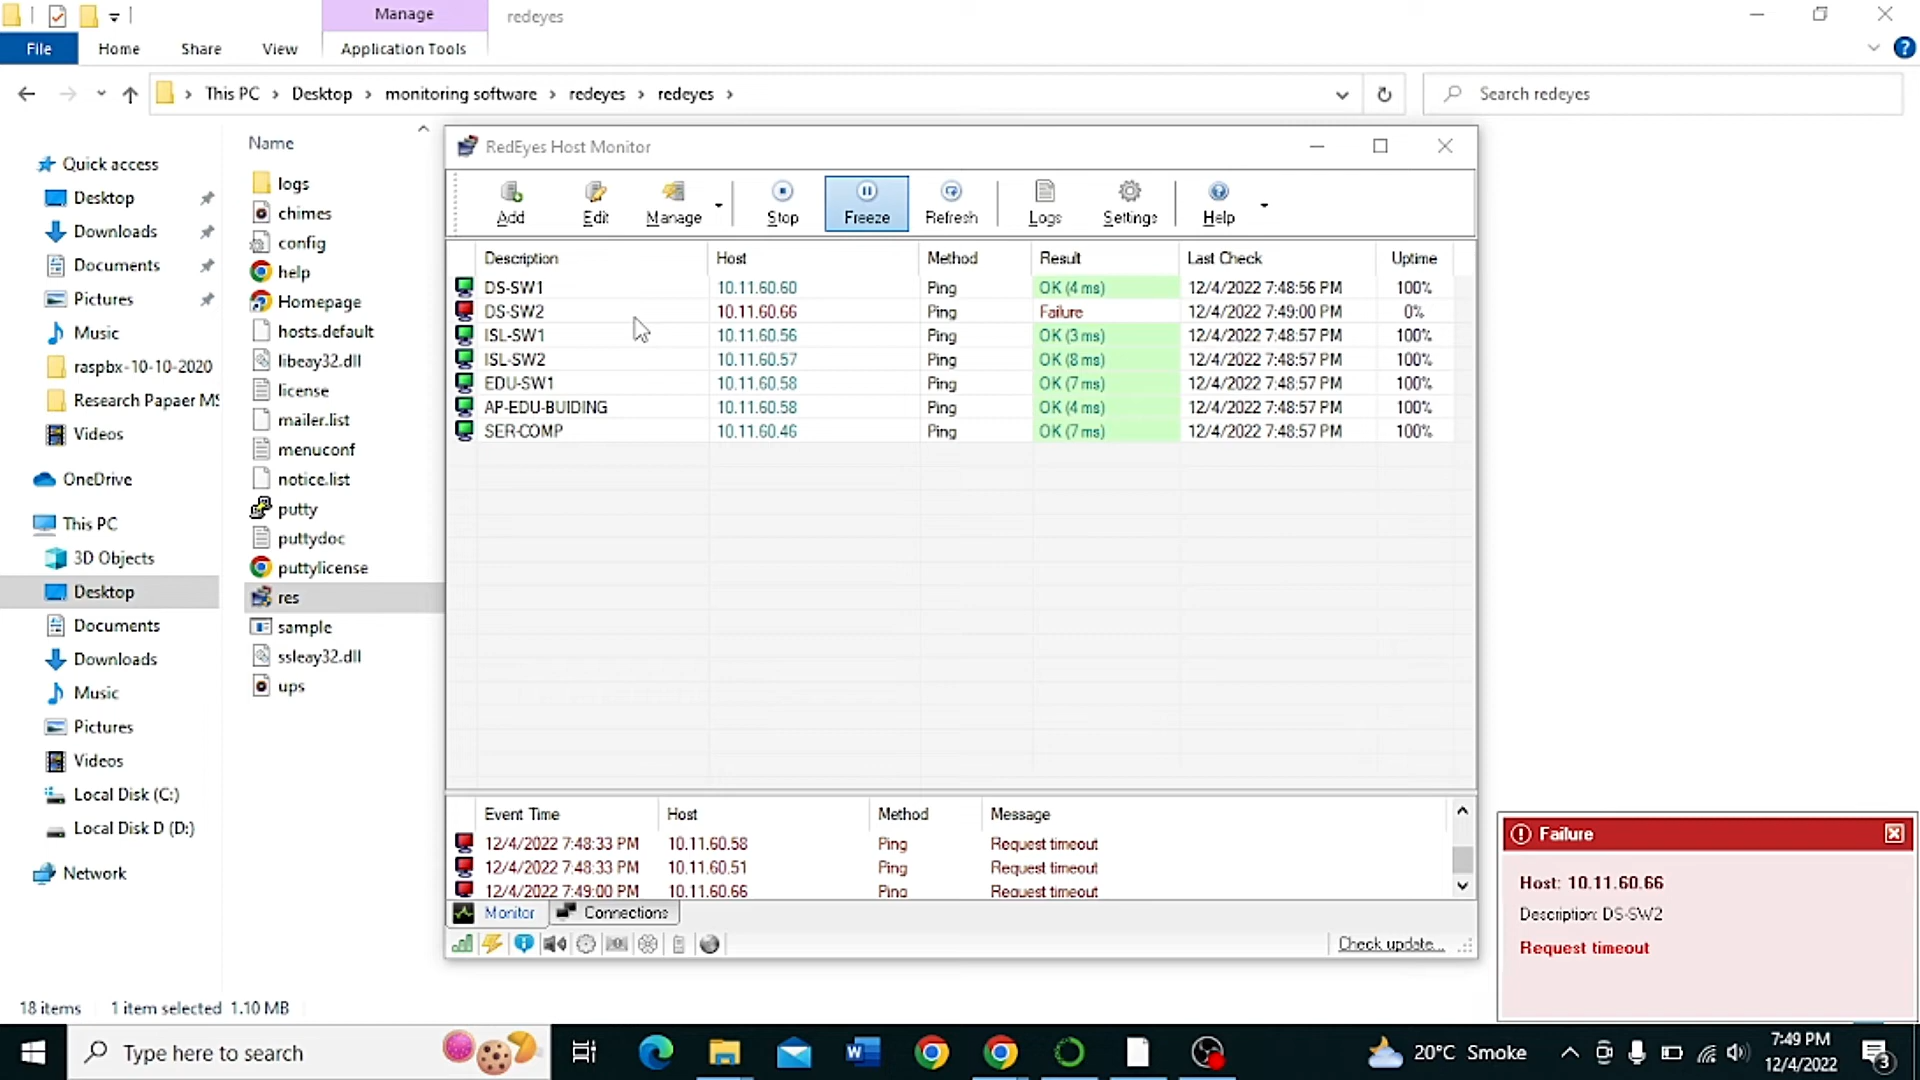 Manage
redeyes
File
Home
Share
View
Application Tools
This PC > Desktop > monitoring software > redeyes > redeyes >
Search redeyes
Quick access
Desktop
Downloads
Documents
Pictures
Music
raspbx-10-10-2020
Research Papaer MS
Videos
OneDrive
This PC
3D Objects
Desktop
Documents
Downloads
Music
Pictures
Videos
Local Disk (C:)
Local Disk D (D:)
Network
Name
logs
chimes
config
help
Homepage
hosts.default
libeay32.dll
license
mailer.list
menuconf
notice.list
putty
puttydoc
puttylicense
res
sample
ssleay32.dll
ups
RedEyes Host Monitor
Add Edit Manage Stop Freeze Refresh Logs Settings Help
Description Host Method Result Last Check Uptime
DS-SW1 10.11.60.60 Ping OK (4 ms) 12/4/2022 7:48:56 PM 100%
DS-SW2 10.11.60.66 Ping Failure 12/4/2022 7:49:00 PM 0%
ISL-SW1 10.11.60.56 Ping OK (3 ms) 12/4/2022 7:48:57 PM 100%
ISL-SW2 10.11.60.57 Ping OK (8 ms) 12/4/2022 7:48:57 PM 100%
EDU-SW1 10.11.60.58 Ping OK (7 ms) 12/4/2022 7:48:57 PM 100%
AP-EDU-BUIDING 10.11.60.58 Ping OK (4 ms) 12/4/2022 7:48:57 PM 100%
SER-COMP 10.11.60.46 Ping OK (7 ms) 12/4/2022 7:48:57 PM 100%
Event Time Host Method Message
12/4/2022 7:48:33 PM 10.11.60.58 Ping Request timeout
12/4/2022 7:48:33 PM 10.11.60.51 Ping Request timeout
12/4/2022 7:49:00 PM 10.11.60.66 Ping Request timeout
Monitor Connections
Check update...
Failure
Host: 10.11.60.66
Description: DS-SW2
Request timeout
18 items 1 item selected 1.10 MB
Type here to search
20°C Smoke
7:49 PM
12/4/2022
3